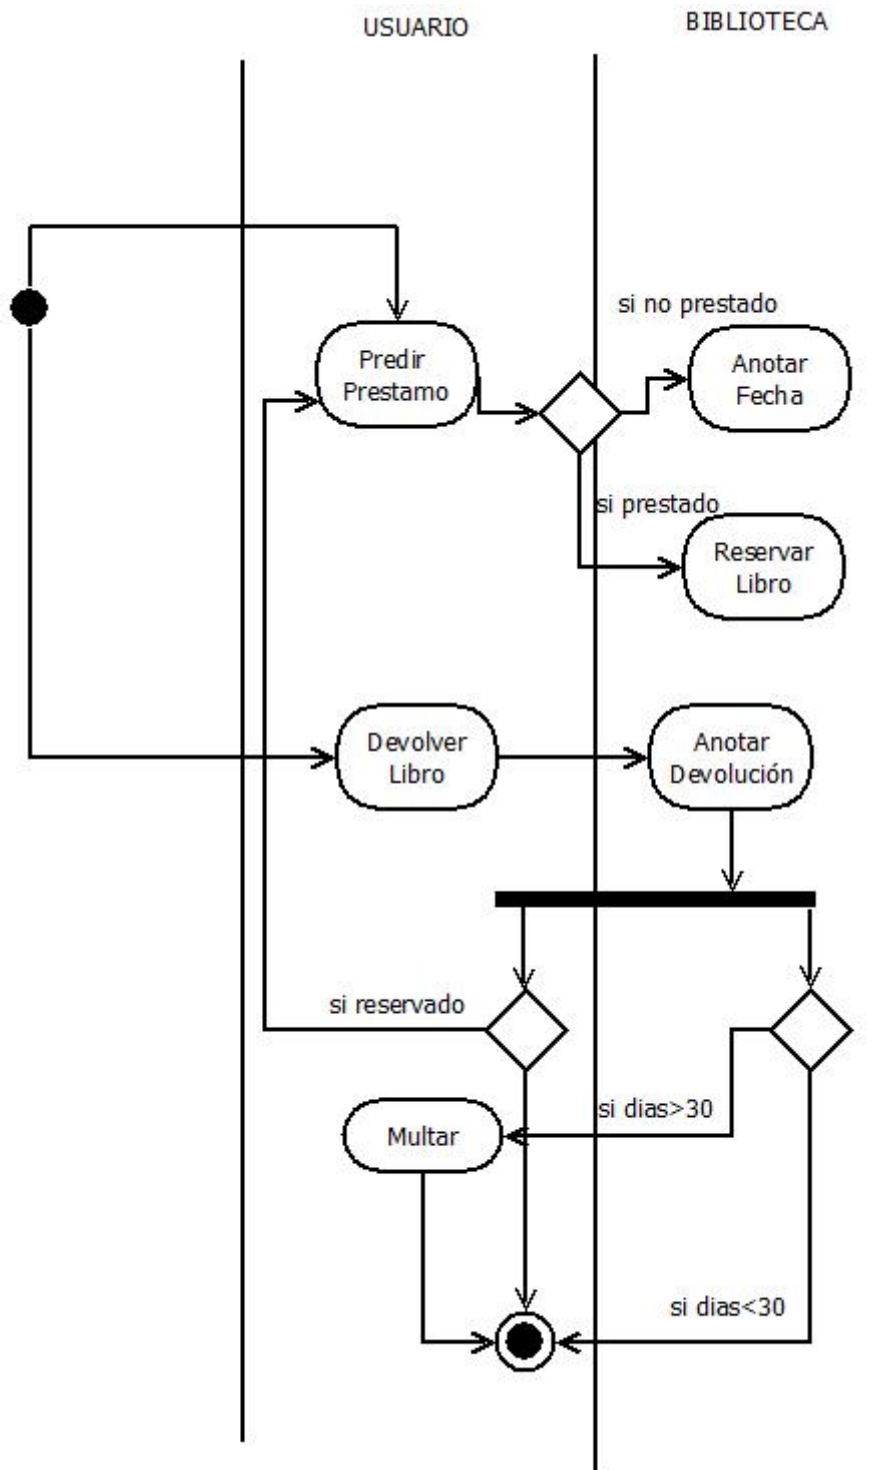 USUARIO
BIBLIOTECA
si no prestado
Predir
Prestamo
Anotar
Fecha
si prestado
Reservar
Libro
Devolver
Libro
Anotar
Devolución
si reservado
si dias>30
Multar
si dias<30